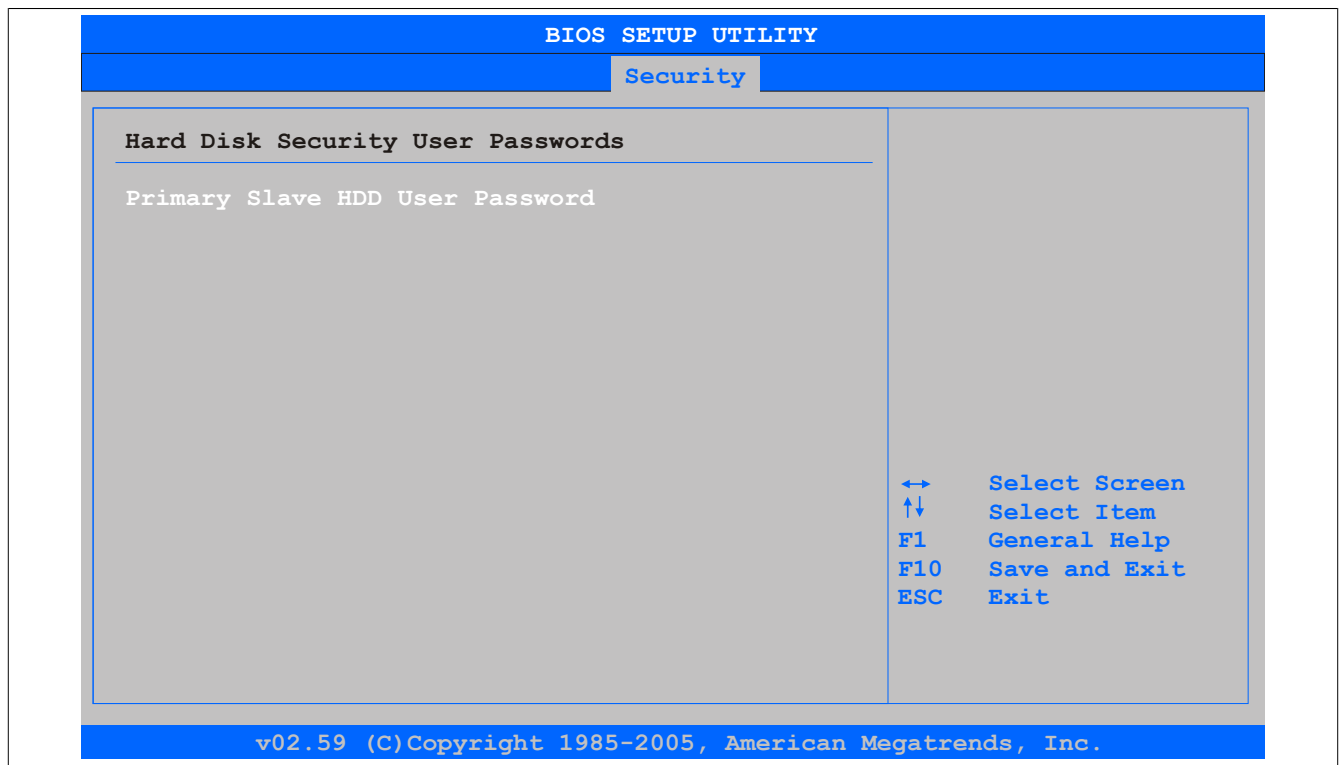 BIOS SETUP UTILITY
Security
Hard Disk Security User Passwords
Primary Slave HDD User Password
↔ Select Screen
↑↓ Select Item
F1 General Help
F10 Save and Exit
ESC Exit
v02.59 (C)Copyright 1985-2005, American Megatrends, Inc.